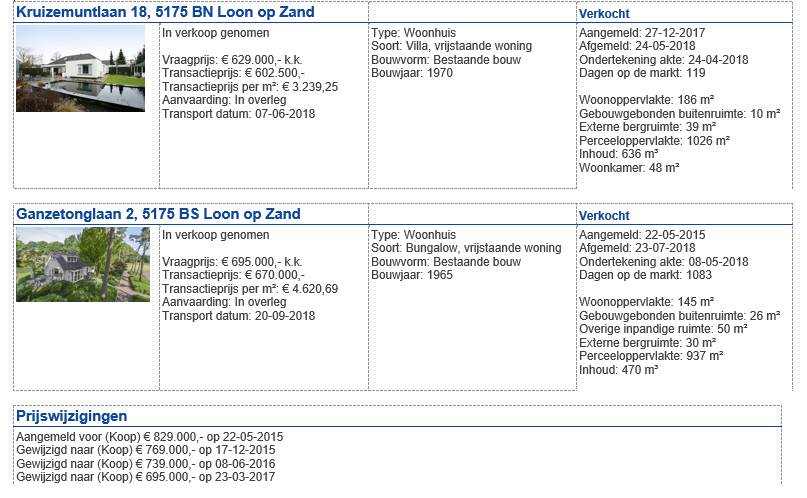 Kruizemuntlaan 18, 5175 BN Loon op Zand
Verkocht
In verkoop genomen
Vraagprijs: € 629.000,- k.k.
Transactieprijs: € 602.500,-
Transactieprijs per m²: € 3.239,25
Aanvaarding: In overleg
Transport datum: 07-06-2018
Type: Woonhuis
Soort: Villa, vrijstaande woning
Bouwvorm: Bestaande bouw
Bouwjaar: 1970
Aangemeld: 27-12-2017
Afgemeld: 24-05-2018
Ondertekening akte: 24-04-2018
Dagen op de markt: 119
Woonoppervlakte: 186 m²
Gebouwgebonden buitenruimte: 10 m²
Externe bergruimte: 39 m²
Perceeloppervlakte: 1026 m²
Inhoud: 636 m³
Woonkamer: 48 m²
Ganzetonglaan 2, 5175 BS Loon op Zand
Verkocht
In verkoop genomen
Vraagprijs: € 695.000,- k.k.
Transactieprijs: € 670.000,-
Transactieprijs per m²: € 4.620,69
Aanvaarding: In overleg
Transport datum: 20-09-2018
Type: Woonhuis
Soort: Bungalow, vrijstaande woning
Bouwvorm: Bestaande bouw
Bouwjaar: 1965
Aangemeld: 22-05-2015
Afgemeld: 23-07-2018
Ondertekening akte: 08-05-2018
Dagen op de markt: 1083
Woonoppervlakte: 145 m²
Gebouwgebonden buitenruimte: 26 m²
Overige inpandige ruimte: 50 m²
Externe bergruimte: 30 m²
Perceeloppervlakte: 937 m²
Inhoud: 470 m³
Prijswijzigingen
Aangemeld voor (Koop) € 829.000,- op 22-05-2015
Gewijzigd naar (Koop) € 769.000,- op 17-12-2015
Gewijzigd naar (Koop) € 739.000,- op 08-06-2016
Gewijzigd naar (Koop) € 695.000,- op 23-03-2017